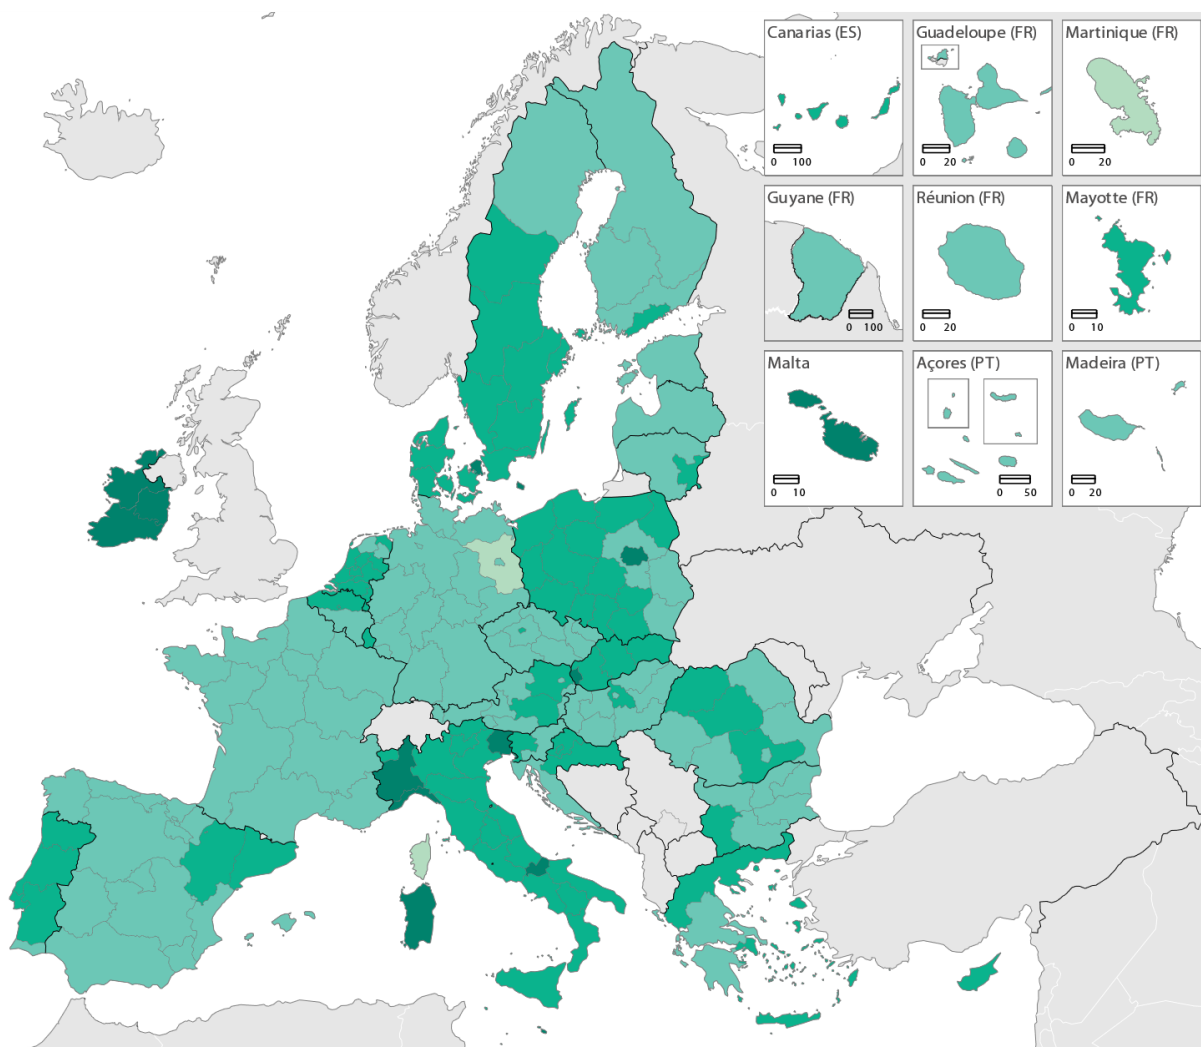 Canarias (ES)
0 100
Guadeloupe (FR)
0 20
Martinique (FR)
0 20
Guyane (FR)
0 100
Réunion (FR)
0 20
Mayotte (FR)
0 10
Malta
0 10
Açores (PT)
0 50
Madeira (PT)
0 20